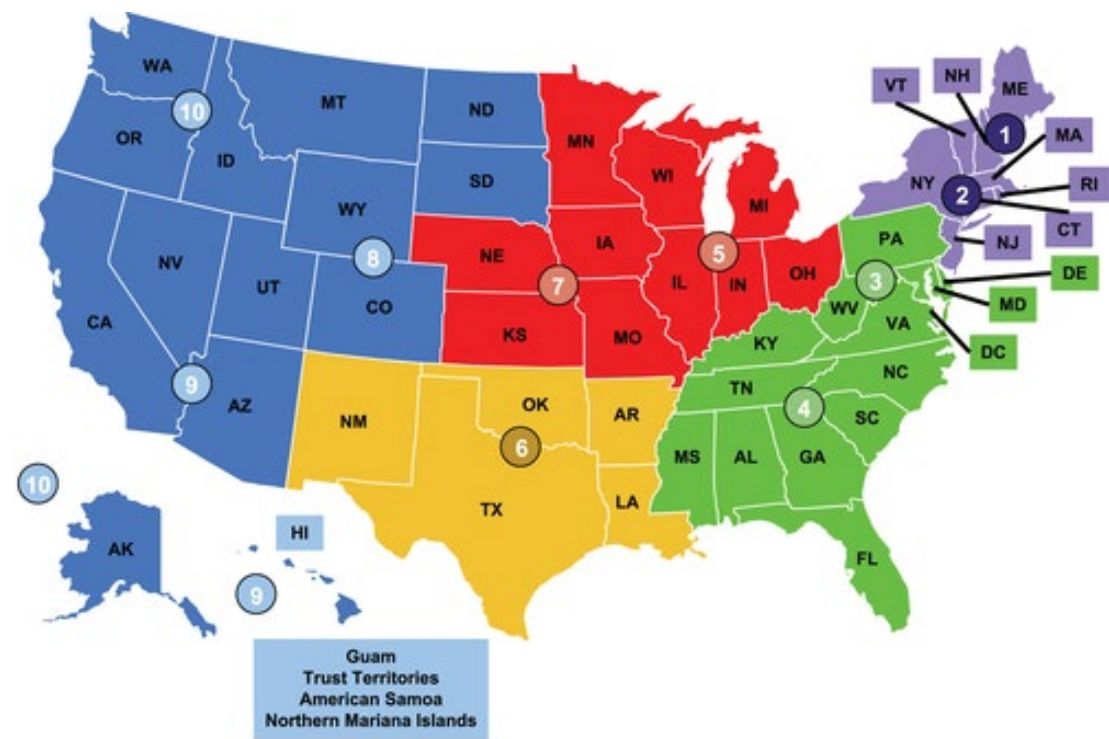 WA
MT
ND
MN
VT
NH
ME
10
1
OR
ID
SD
WI
MI
MA
NY
2
RI
WY
NE
IA
PA
NJ
CT
8
5
NV
UT
CO
7
IL
IN
OH
3
DE
WV
MD
CA
KS
MO
KY
VA
DC
9
AZ
NM
OK
AR
TN
4
NC
SC
6
MS
AL
GA
10
TX
LA
AK
HI
FL
9
Guam
Trust Territories
American Samoa
Northern Mariana Islands